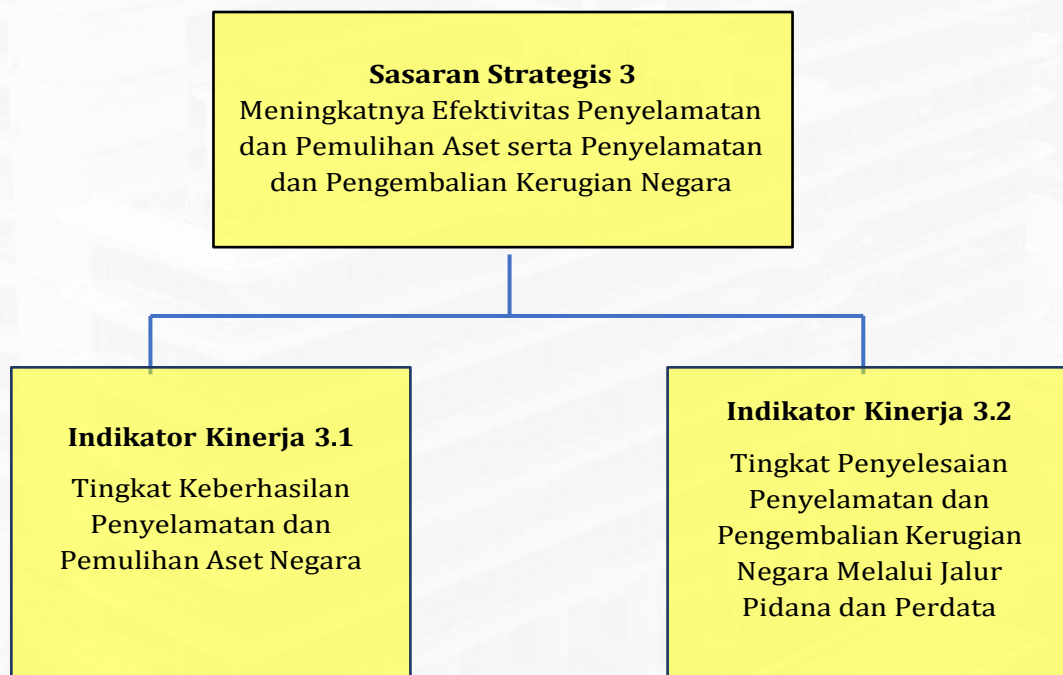 Sasaran Strategis 3
Meningkatnya Efektivitas Penyelamatan
dan Pemulihan Aset serta Penyelamatan
dan Pengembalian Kerugian Negara
Indikator Kinerja 3.1
Tingkat Keberhasilan
Penyelamatan dan
Pemulihan Aset Negara
Indikator Kinerja 3.2
Tingkat Penyelesaian
Penyelamatan dan
Pengembalian Kerugian
Negara Melalui Jalur
Pidana dan Perdata